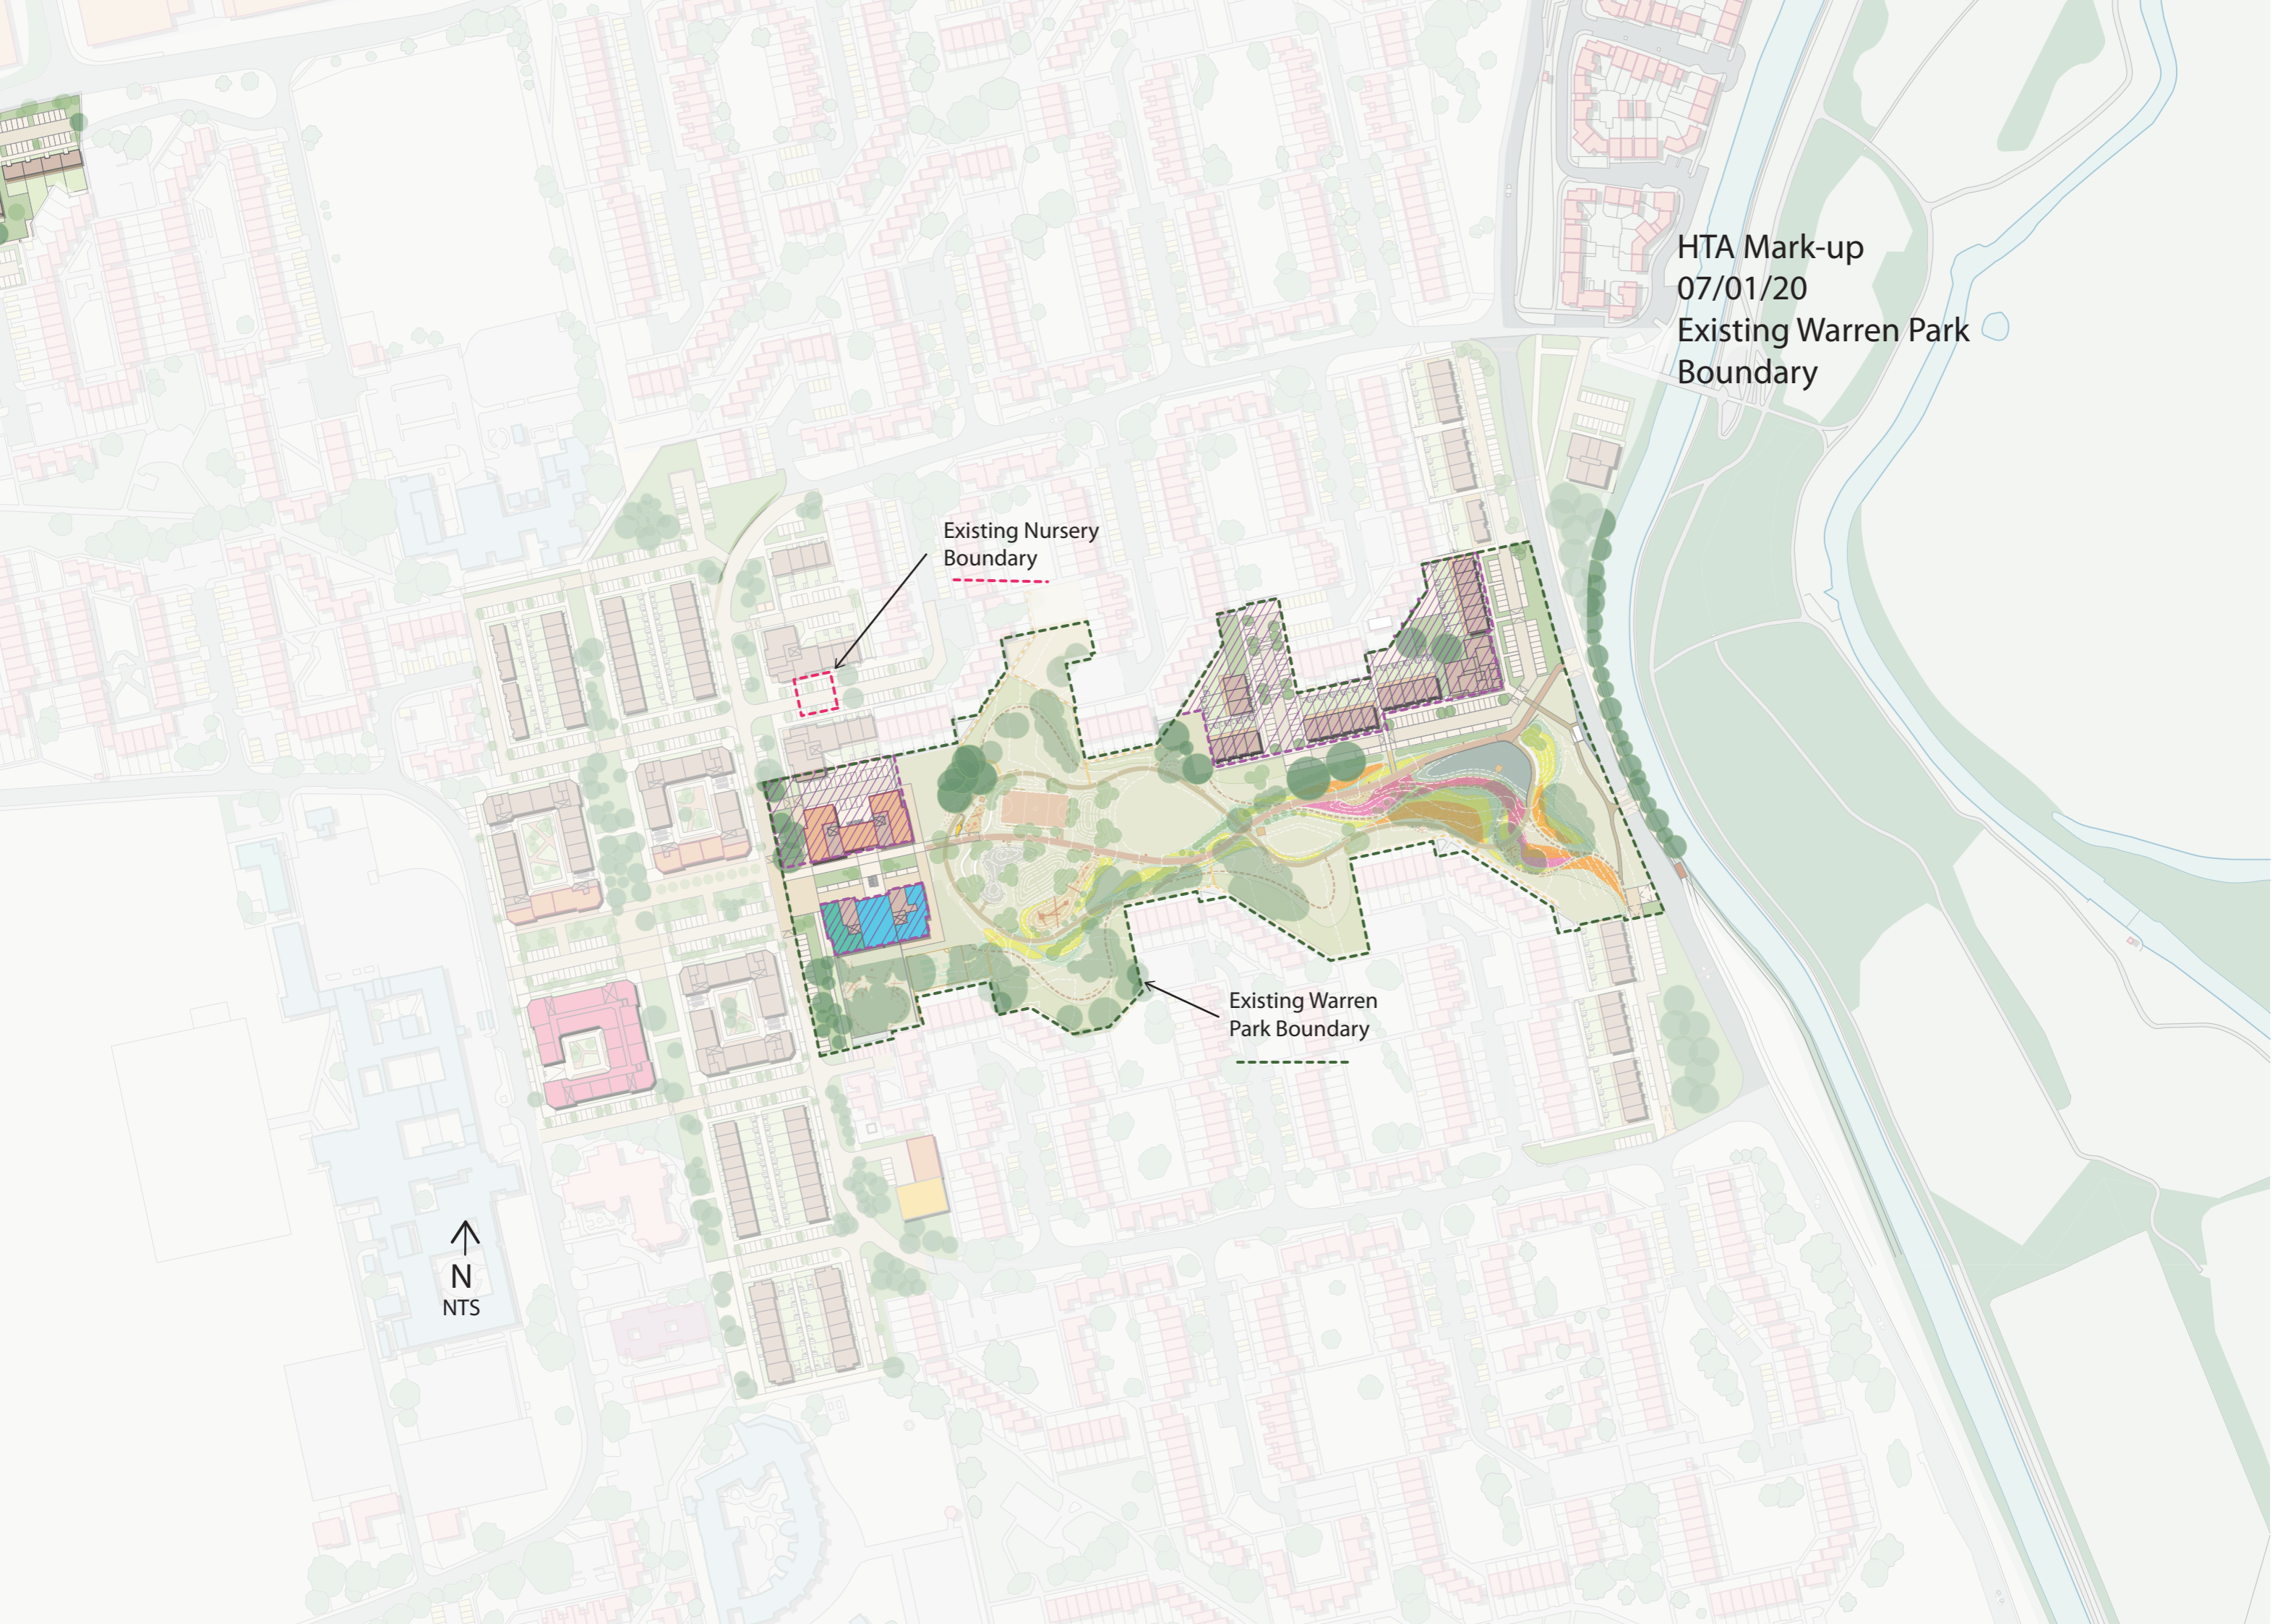 HTA Mark-up
07/01/20
Existing Warren Park
Boundary
Existing Nursery
Boundary
Existing Warren
Park Boundary
N
NTS